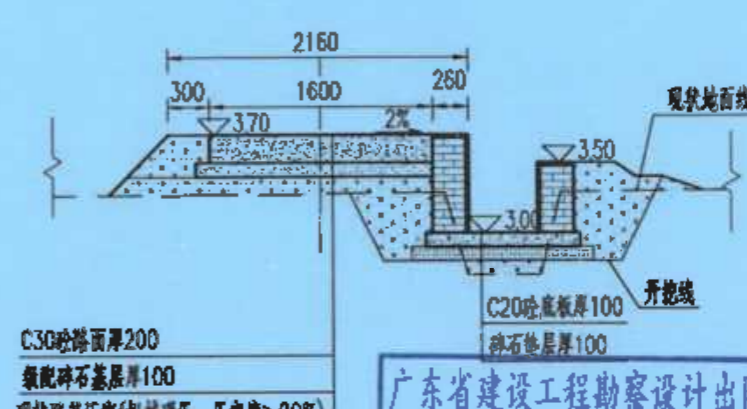 2160
300 1600 260
现状地面线
3.70 2%
3.50
3.00
开挖线
C20砼底板厚100
碎石垫层厚100
C30砼路面厚200
级配碎石基层厚100
广东省建设工程勘察设计出